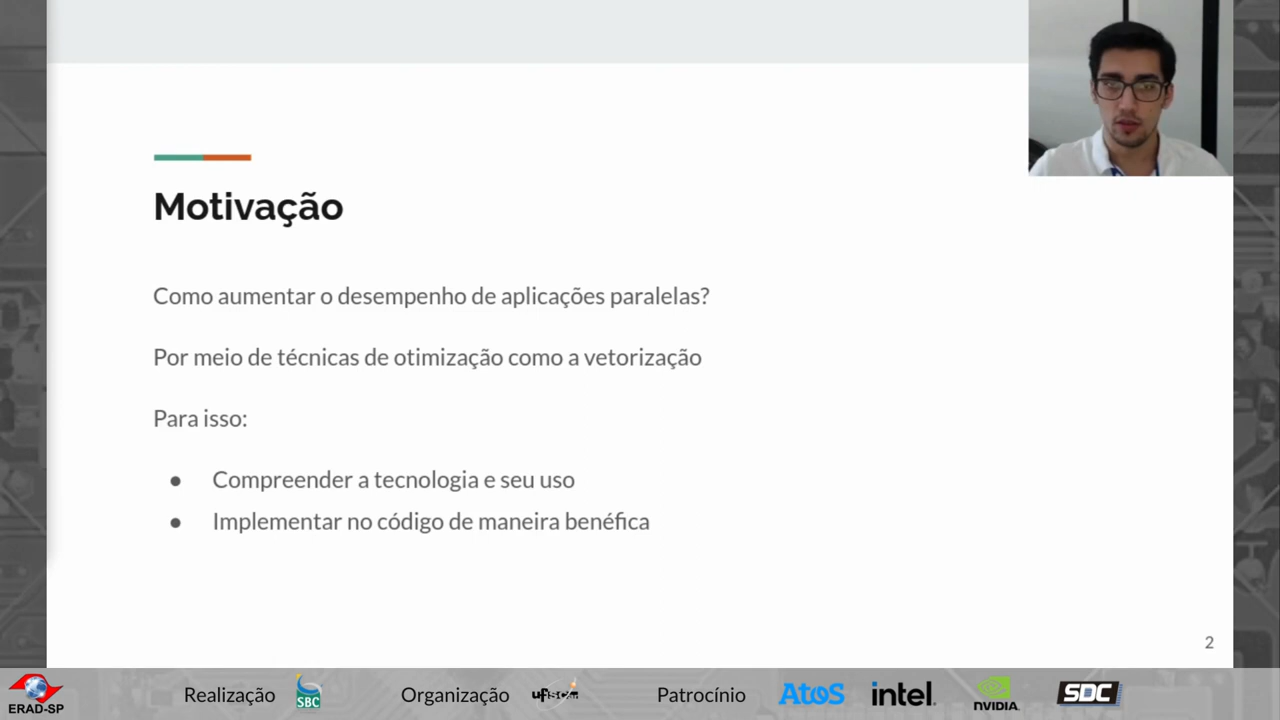 Motivação
Como aumentar o desempenho de aplicações paralelas?
Por meio de técnicas de otimização como a vetorização
Para isso:
● Compreender a tecnologia e seu uso
● Implementar no código de maneira benéfica
2
ERAD-SP
Realização
SBC
Organização
ufscar
Patrocínio
Atos
intel.
NVIDIA.
SDC